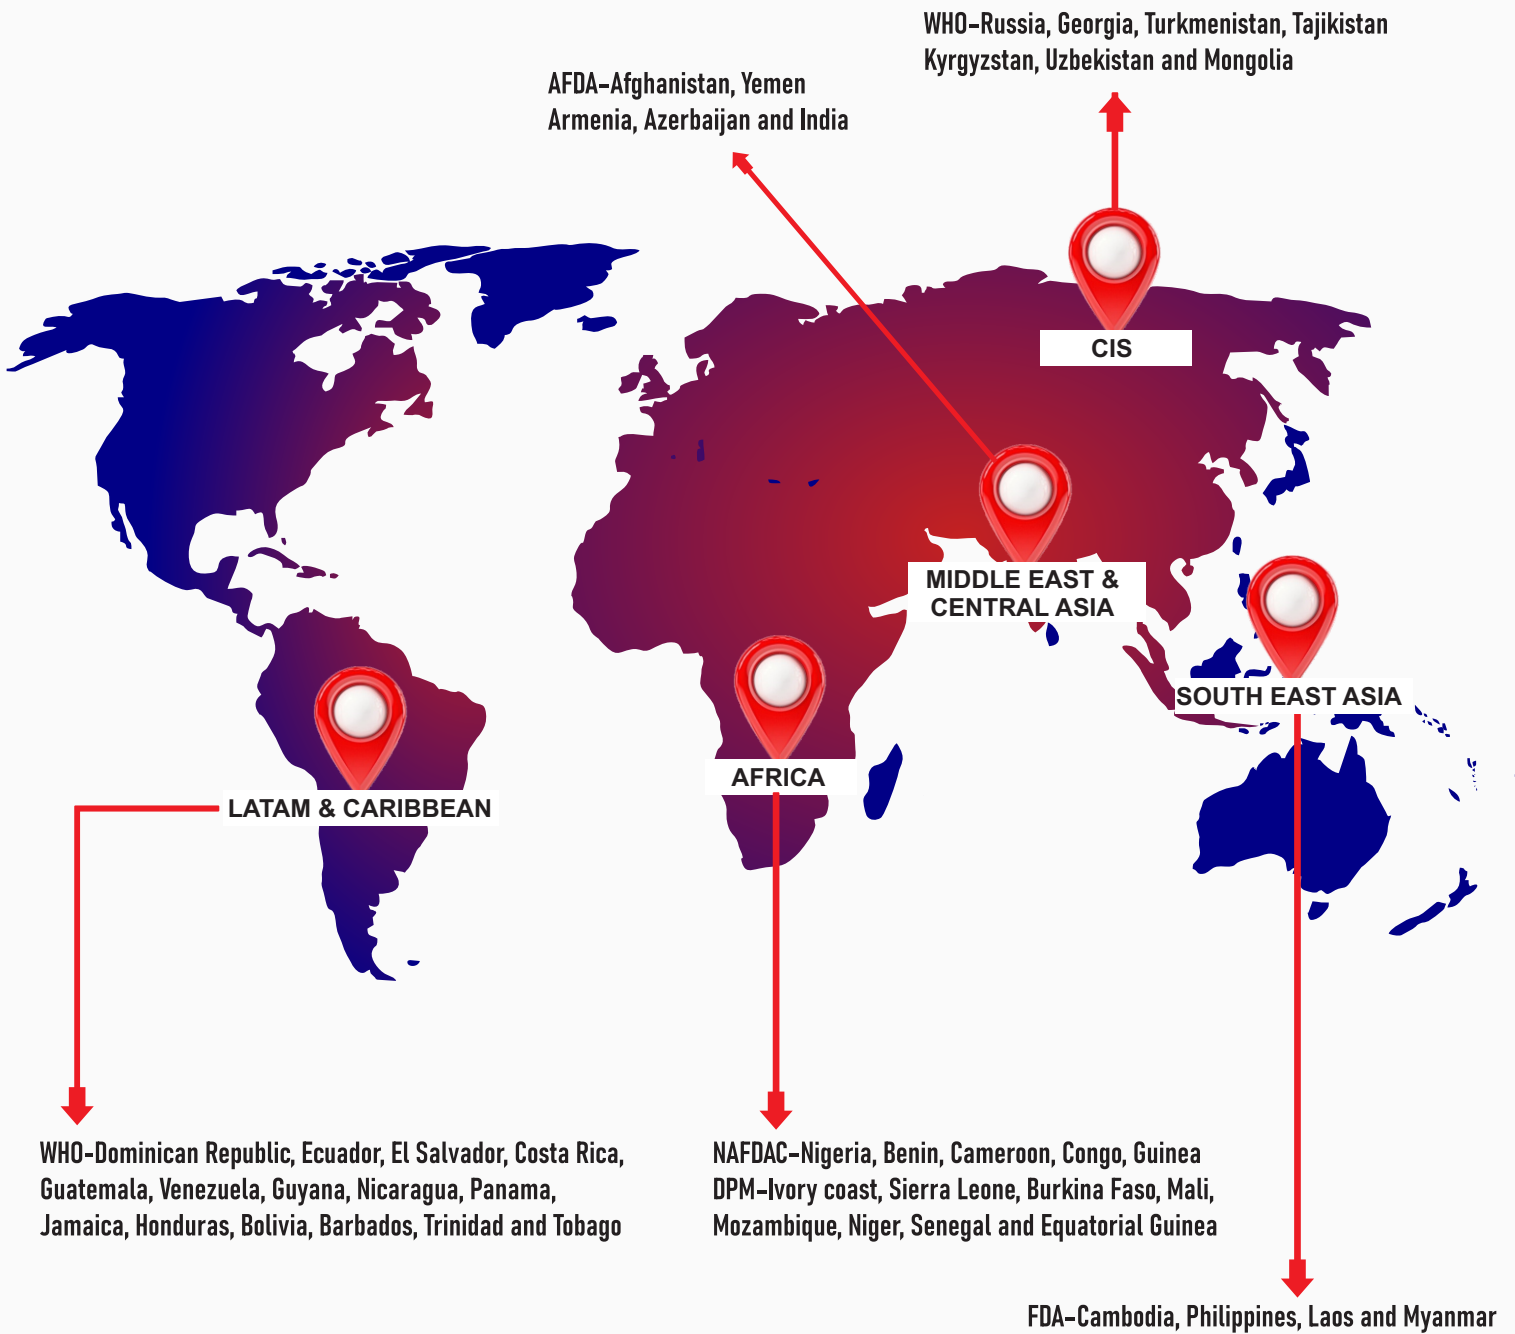 WHO-Russia, Georgia, Turkmenistan, Tajikistan
Kyrgyzstan, Uzbekistan and Mongolia
AFDA-Afghanistan, Yemen
Armenia, Azerbaijan and India
CIS
MIDDLE EAST &
CENTRAL ASIA
SOUTH EAST ASIA
AFRICA
LATAM & CARIBBEAN
WHO-Dominican Republic, Ecuador, El Salvador, Costa Rica,
Guatemala, Venezuela, Guyana, Nicaragua, Panama,
Jamaica, Honduras, Bolivia, Barbados, Trinidad and Tobago
NAFDAC-Nigeria, Benin, Cameroon, Congo, Guinea
DPM-Ivory coast, Sierra Leone, Burkina Faso, Mali,
Mozambique, Niger, Senegal and Equatorial Guinea
FDA-Cambodia, Philippines, Laos and Myanmar